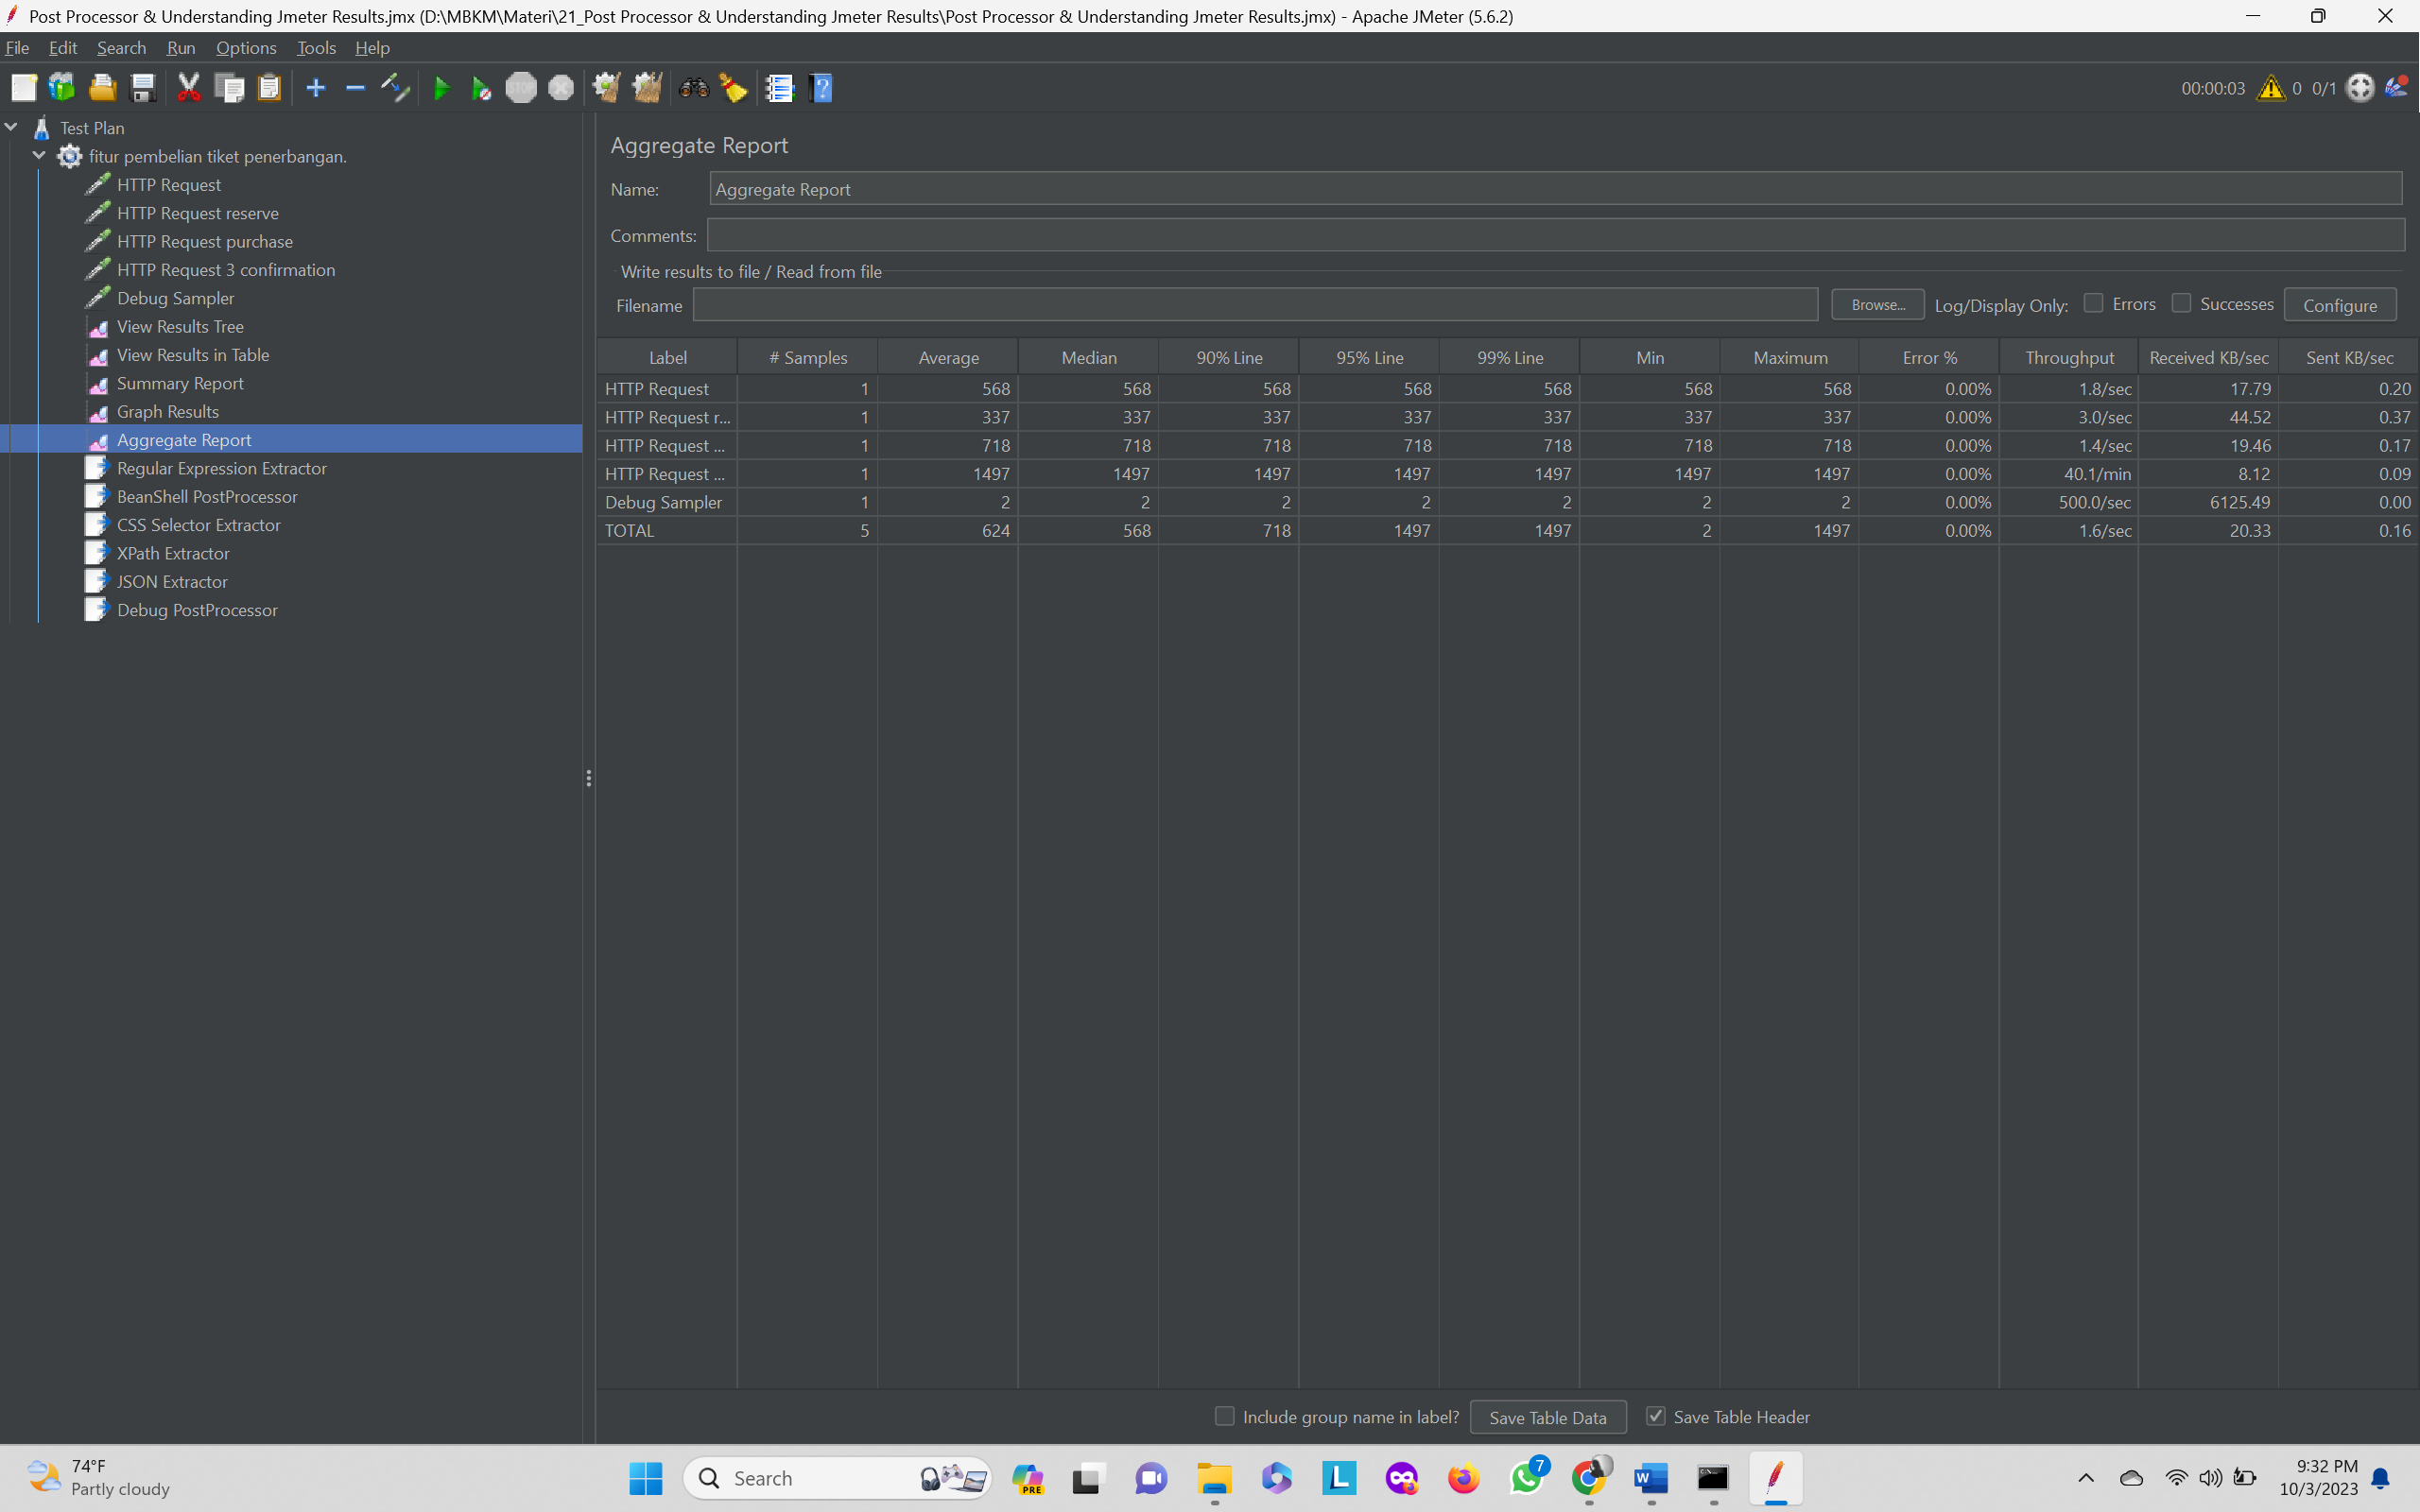 Post Processor & Understanding Jmeter Results.jmx (D:\MBKM\Materi\21_Post Processor & Understanding Jmeter Results\Post Processor & Understanding Jmeter Results.jmx) - Apache JMeter (5.6.2)
File Edit Search Run Options Tools Help
STOP
00:00:03 0 0/1
Test Plan
fitur pembelian tiket penerbangan.
HTTP Request
HTTP Request reserve
HTTP Request purchase
HTTP Request 3 confirmation
Debug Sampler
View Results Tree
View Results in Table
Summary Report
Graph Results
Aggregate Report
Regular Expression Extractor
BeanShell PostProcessor
CSS Selector Extractor
XPath Extractor
JSON Extractor
Debug PostProcessor
Aggregate Report
Name: Aggregate Report
Comments:
Write results to file / Read from file
Filename Browse... Log/Display Only: Errors Successes Configure
Label # Samples Average Median 90% Line 95% Line 99% Line Min Maximum Error % Throughput Received KB/sec Sent KB/sec
HTTP Request 1 568 568 568 568 568 568 568 0.00% 1.8/sec 17.79 0.20
HTTP Request r... 1 337 337 337 337 337 337 337 0.00% 3.0/sec 44.52 0.37
HTTP Request ... 1 718 718 718 718 718 718 718 0.00% 1.4/sec 19.46 0.17
HTTP Request ... 1 1497 1497 1497 1497 1497 1497 1497 0.00% 40.1/min 8.12 0.09
Debug Sampler 1 2 2 2 2 2 2 2 0.00% 500.0/sec 6125.49 0.00
TOTAL 5 624 568 718 1497 1497 2 1497 0.00% 1.6/sec 20.33 0.16
Include group name in label? Save Table Data Save Table Header
74°F
Partly cloudy
Search
PRE
L
7
W
9:32 PM
10/3/2023